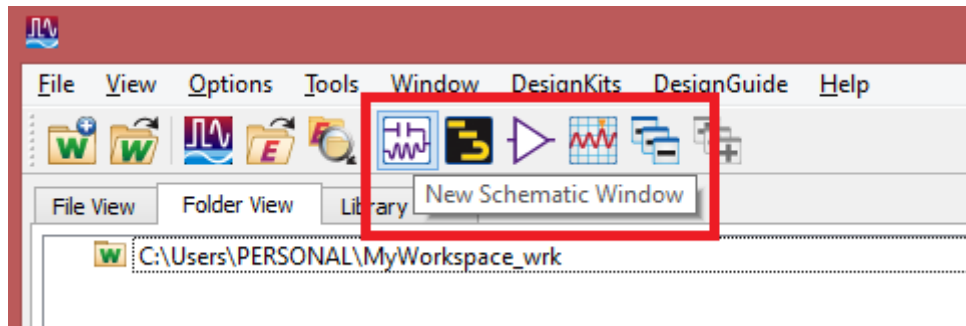 File View Options Tools Window DesignKits DesignGuide Help
File View Folder View Library
New Schematic Window
C:\Users\PERSONAL\MyWorkspace_wrk